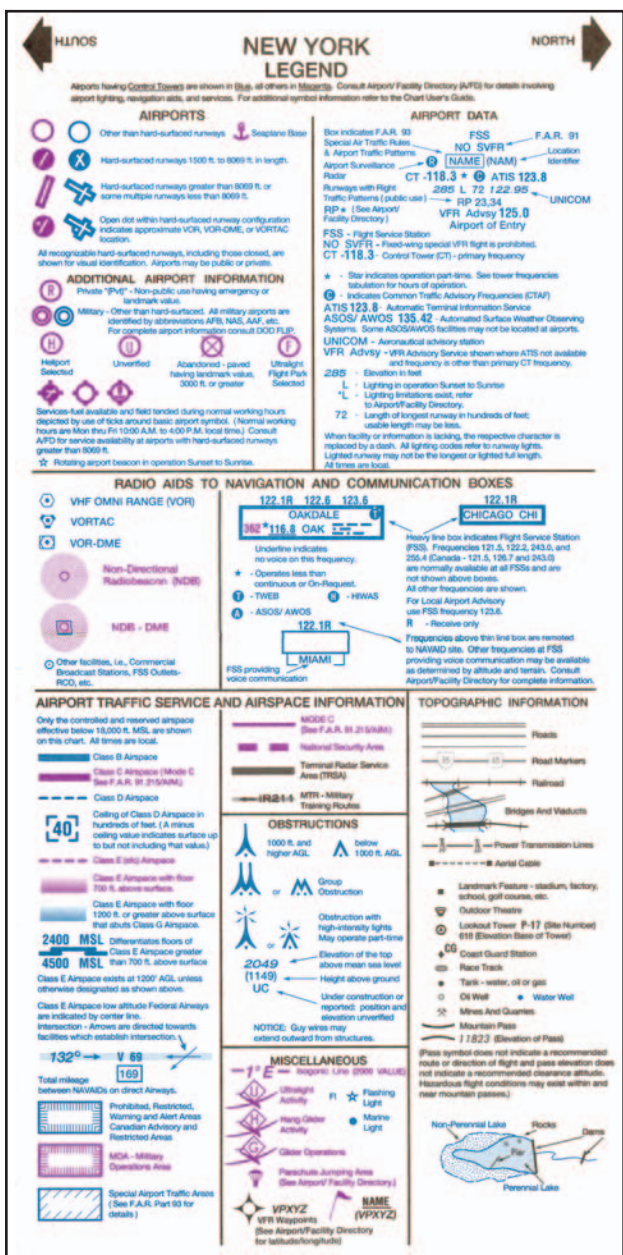 SOUTH
NEW YORK
LEGEND
NORTH
Airports having Control Towers are shown in Blue, all others in Magenta. Consult Airport/ Facility Directory (A/FD) for details involving
airport lighting, navigation aids, and services. For additional symbol information refer to the Chart User's Guide.
AIRPORTS
Other than hard-surfaced runways
Seaplane Base
Hard-surfaced runways 1500 ft. to 8069 ft. in length.
Hard-surfaced runways greater than 8069 ft. or
some multiple runways less than 8069 ft.
Open dot within hard-surfaced runway configuration
indicates approximate VOR, VOR-DME, or VORTAC
location.
All recognizable hard-surfaced runways, including those closed, are
shown for visual identification. Airports may be public or private.
ADDITIONAL AIRPORT INFORMATION
R
Private "(Pvt)" - Non-public use having emergency or
landmark value.
Military - Other than hard-surfaced. All military airports are
identified by abbreviations AFB, NAS, AAF, etc.
For complete airport information consult DOD FLIP.
H
Heliport
Selected
U
Unverified
Abandoned - paved
having landmark value,
3000 ft. or greater
F
Ultralight
Flight Park
Selected
Services-fuel available and field tended during normal working hours
depicted by use of ticks around basic airport symbol. (Normal working
hours are Mon thru Fri 10:00 A.M. to 4:00 P.M. local time.) Consult
A/FD for service availability at airports with hard-surfaced runways
greater than 8069 ft.
Rotating airport beacon in operation Sunset to Sunrise.
AIRPORT DATA
Box indicates F.A.R. 93
Special Air Traffic Rules
& Airport Traffic Patterns
FSS
NO SVFR
F.A.R. 91
Airport Surveillance
Radar
R
NAME (NAM)
Location
Identifier
CT - 118.3 ★ C ATIS 123.8
Runways with Right
Traffic Patterns (public use)
285 L 72 122.95
UNICOM
RP 23,34
RP ★ (See Airport/
Facility Directory)
VFR Advsy 125.0
Airport of Entry
FSS - Flight Service Station
NO SVFR - Fixed-wing special VFR flight is prohibited.
CT - 118.3 - Control Tower (CT) - primary frequency
★ - Star indicates operation part-time. See tower frequencies
tabulation for hours of operation.
C - Indicates Common Traffic Advisory Frequencies (CTAF)
ATIS 123.8 - Automatic Terminal Information Service
ASOS/ AWOS 135.42 - Automated Surface Weather Observing
Systems. Some ASOS/AWOS facilities may not be located at airports.
UNICOM - Aeronautical advisory station
VFR Advsy - VFR Advisory Service shown where ATIS not available
and frequency is other than primary CT frequency.
285 - Elevation in feet
L - Lighting in operation Sunset to Sunrise
*L - Lighting limitations exist, refer
to Airport/Facility Directory.
72 - Length of longest runway in hundreds of feet;
usable length may be less.
When facility or information is lacking, the respective character is
replaced by a dash. All lighting codes refer to runway lights.
Lighted runway may not be the longest or lighted full length.
All times are local.
RADIO AIDS TO NAVIGATION AND COMMUNICATION BOXES
VHF OMNI RANGE (VOR)
VORTAC
VOR-DME
Non-Directional
Radiobeacon (NDB)
NDB - DME
Other facilities, i.e., Commercial
Broadcast Stations, FSS Outlets-
RCO, etc.
122.1R 122.6 123.6
OAKDALE T
362 *116.8 OAK
Underline indicates
no voice on this frequency.
★ - Operates less than
continuous or On-Request.
T - TWEB
H - HIWAS
A - ASOS/ AWOS
122.1R
MIAMI
FSS providing
voice communication
122.1R
CHICAGO CHI
Heavy line box indicates Flight Service Station
(FSS). Frequencies 121.5, 122.2, 243.0, and
255.4 (Canada - 121.5, 126.7 and 243.0)
are normally available at all FSSs and are
not shown above boxes.
All other frequencies are shown.
For Local Airport Advisory
use FSS frequency 123.6.
R - Receive only
Frequencies above thin line box are remoted
to NAVAID site. Other frequencies at FSS
providing voice communication may be available
as determined by altitude and terrain. Consult
Airport/Facility Directory for complete information.
AIRPORT TRAFFIC SERVICE AND AIRSPACE INFORMATION
Only the controlled and reserved airspace
effective below 18,000 ft. MSL are shown
on this chart. All times are local.
Class B Airspace
Class C Airspace (Mode C
See F.A.R. 91.215/AIM.)
Class D Airspace
40
Ceiling of Class D Airspace in
hundreds of feet. (A minus
ceiling value indicates surface up
to but not including that value.)
Class E (sfc) Airspace
Class E Airspace with floor
700 ft. above surface.
Class E Airspace with floor
1200 ft. or greater above surface
that abuts Class G Airspace.
2400 MSL
4500 MSL
Differentiates floors of
Class E Airspace greater
than 700 ft. above surface
Class E Airspace exists at 1200' AGL unless
otherwise designated as shown above.
Class E Airspace low altitude Federal Airways
are indicated by center line.
Intersection - Arrows are directed towards
facilities which establish intersection.
132° V 69
169
Total mileage
between NAVAIDs on direct Airways.
Prohibited, Restricted,
Warning and Alert Areas
Canadian Advisory and
Restricted Areas
MOA - Military
Operations Area
Special Airport Traffic Areas
(See F.A.R. Part 93 for
details)
MODE C
(See F.A.R. 91.215/AIM.)
National Security Area
Terminal Radar Service
Area (TRSA)
IR211
MTR - Military
Training Routes
OBSTRUCTIONS
1000 ft. and
higher AGL
below
1000 ft. AGL
or
Group
Obstruction
or
Obstruction with
high-intensity lights
May operate part-time
2049
(1149)
UC
Elevation of the top
above mean sea level
Height above ground
Under construction or
reported: position and
elevation unverified
NOTICE: Guy wires may
extend outward from structures.
MISCELLANEOUS
1° E
Isogonic Line (2000 VALUE)
U
Ultralight
Activity
Fl
Flashing
Light
H
Hang Glider
Activity
Marine
Light
G
Glider Operations
Parachute Jumping Area
(See Airport/ Facility Directory.)
VPXYZ
NAME
(VPXYZ)
VFR Waypoints
(See Airport/Facility Directory
for latitude/longitude)
TOPOGRAPHIC INFORMATION
Roads
Road Markers
Railroad
Bridges And Viaducts
Power Transmission Lines
Aerial Cable
Landmark Feature - stadium, factory,
school, golf course, etc.
Outdoor Theatre
Lookout Tower P-17 (Site Number)
618 (Elevation Base of Tower)
CG
Coast Guard Station
Race Track
Tank - water, oil or gas
Oil Well
Water Well
Mines And Quarries
Mountain Pass
11823 (Elevation of Pass)
(Pass symbol does not indicate a recommended
route or direction of flight and pass elevation does
not indicate a recommended clearance altitude.
Hazardous flight conditions may exist within and
near mountain passes.)
Non-Perennial Lake
Rocks
Dams
Pier
Perennial Lake